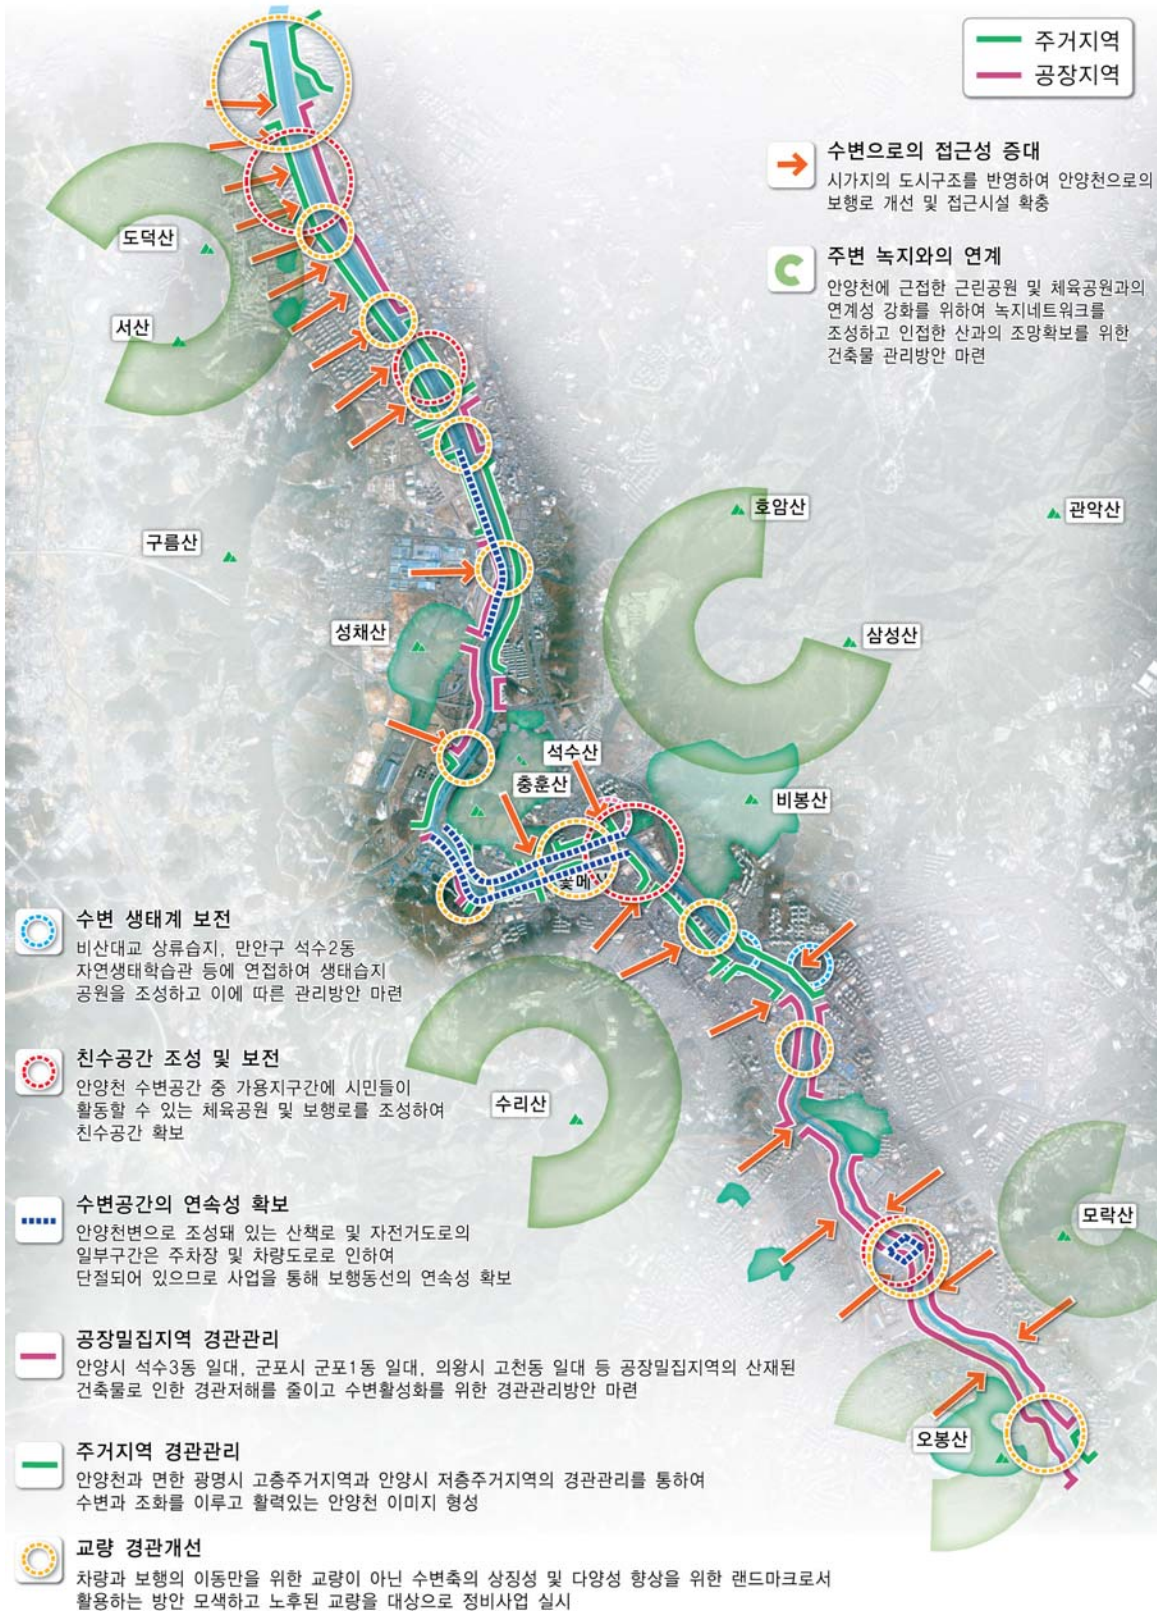 주거지역
공장지역
수변으로의 접근성 증대
시가지의 도시구조를 반영하여 안양천으로의
보행로 개선 및 접근시설 확충
도덕산
주변 녹지와의 연계
안양천에 근접한 근린공원 및 체육공원과의
연계성 강화를 위하여 녹지네트워크를
조성하고 인접한 산과의 조망확보를 위한
건축물 관리방안 마련
서산
호암산
관악산
구름산
성채산
삼성산
석수산
충훈산
비봉산
꽃메
수변 생태계 보전
비산대교 상류습지, 만안구 석수2동
자연생태학습관 등에 연접하여 생태습지
공원을 조성하고 이에 따른 관리방안 마련
친수공간 조성 및 보전
안양천 수변공간 중 가용지구간에 시민들이
활동할 수 있는 체육공원 및 보행로를 조성하여
친수공간 확보
수리산
수변공간의 연속성 확보
안양천변으로 조성돼 있는 산책로 및 자전거도로의
일부구간은 주차장 및 차량도로로 인하여
단절되어 있으므로 사업을 통해 보행동선의 연속성 확보
모락산
공장밀집지역 경관관리
안양시 석수3동 일대, 군포시 군포1동 일대, 의왕시 고천동 일대 등 공장밀집지역의 산재된
건축물로 인한 경관저해를 줄이고 수변활성화를 위한 경관관리방안 마련
오봉산
주거지역 경관관리
안양천과 면한 광명시 고층주거지역과 안양시 저층주거지역의 경관관리를 통하여
수변과 조화를 이루고 활력있는 안양천 이미지 형성
교량 경관개선
차량과 보행의 이동만을 위한 교량이 아닌 수변축의 상징성 및 다양성 향상을 위한 랜드마크로서
활용하는 방안 모색하고 노후된 교량을 대상으로 정비사업 실시